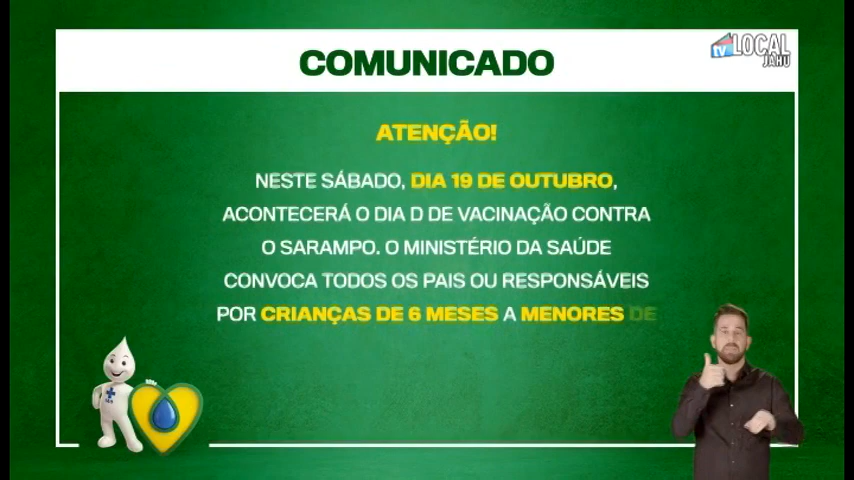 COMUNICADO
tv LOCAL
JAHU
ATENÇÃO!
NESTE SÁBADO, DIA 19 DE OUTUBRO,
ACONTECERÁ O DIA D DE VACINAÇÃO CONTRA
O SARAMPO. O MINISTÉRIO DA SAÚDE
CONVOCA TODOS OS PAIS OU RESPONSÁVEIS
POR CRIANÇAS DE 6 MESES A MENORES DE
SUS